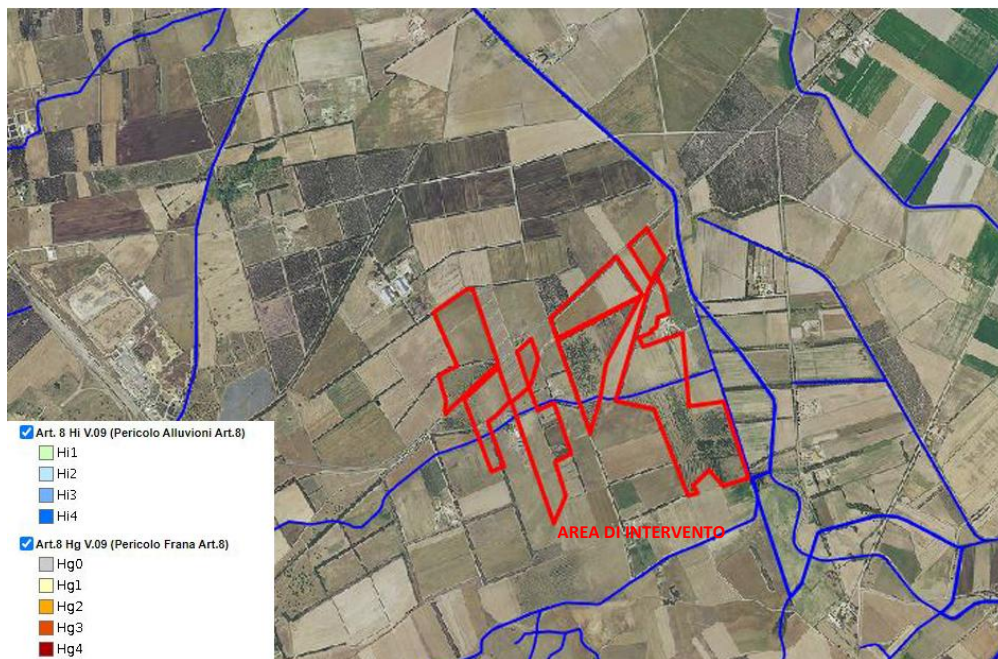 AREA DI INTERVENTO
Art. 8 Hi V.09 (Pericolo Alluvioni Art.8)
Hi1
Hi2
Hi3
Hi4
Art.8 Hg V.09 (Pericolo Frana Art.8)
Hg0
Hg1
Hg2
Hg3
Hg4